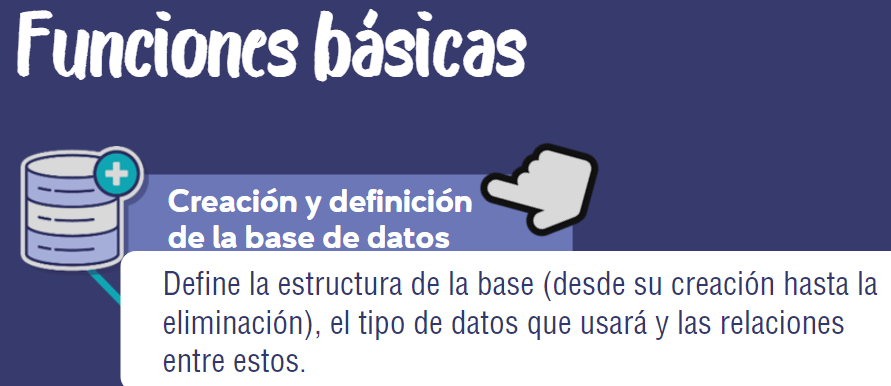 Funciones básicas
Creación y definición
de la base de datos
Define la estructura de la base (desde su creación hasta la
eliminación), el tipo de datos que usará y las relaciones
entre estos.